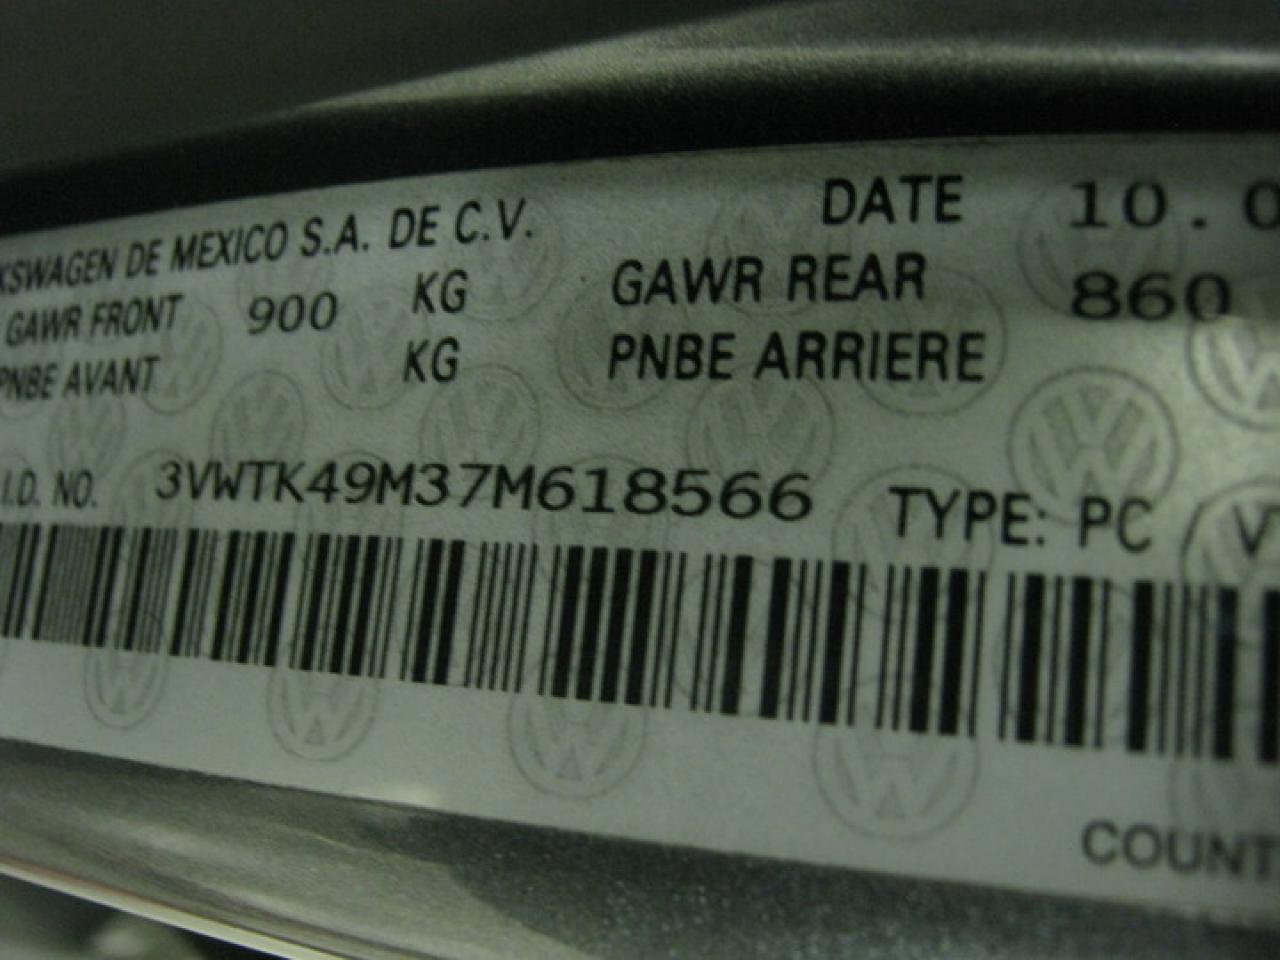 KSWAGEN DE MEXICO S.A. DE C.V. DATE 10.0
GAWR FRONT 900 KG GAWR REAR 860
PNBE AVANT KG PNBE ARRIERE
I.D. NO. 3VWTK49M37M618566 TYPE: PC V
COUNT